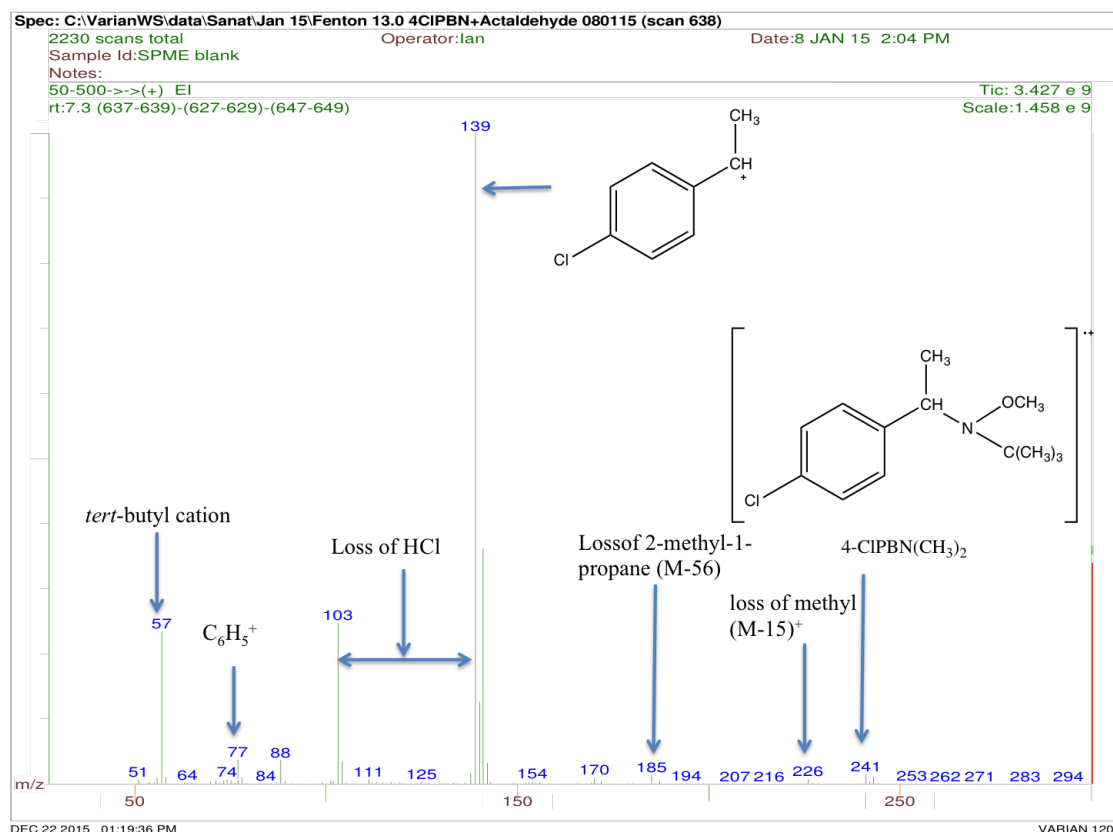 Spec: C:\VarianWS\data\Sanat\Jan 15\Fenton 13.0 4ClPBN+Actaldehyde 080115 (scan 638)
2230 scans total Operator:Ian Date:8 JAN 15 2:04 PM
Sample Id:SPME blank
Notes:
50-500->->(+) EI Tic: 3.427 e 9
rt:7.3 (637-639)-(627-629)-(647-649) Scale:1.458 e 9
139
CH3
CH
+
Cl
CH3
CH
OCH3
N
C(CH3)3
Cl
•+
tert-butyl cation
Loss of HCl
Lossof 2-methyl-1-
propane (M-56)
4-ClPBN(CH3)2
loss of methyl
(M-15)+
57
C6H5+
103
77
88
51 64 74 84 111 125 154 170 185 194 207 216 226 241 253 262 271 283 294
m/z
50 150 250
DEC 22 2015 01:19:36 PM VARIAN 120